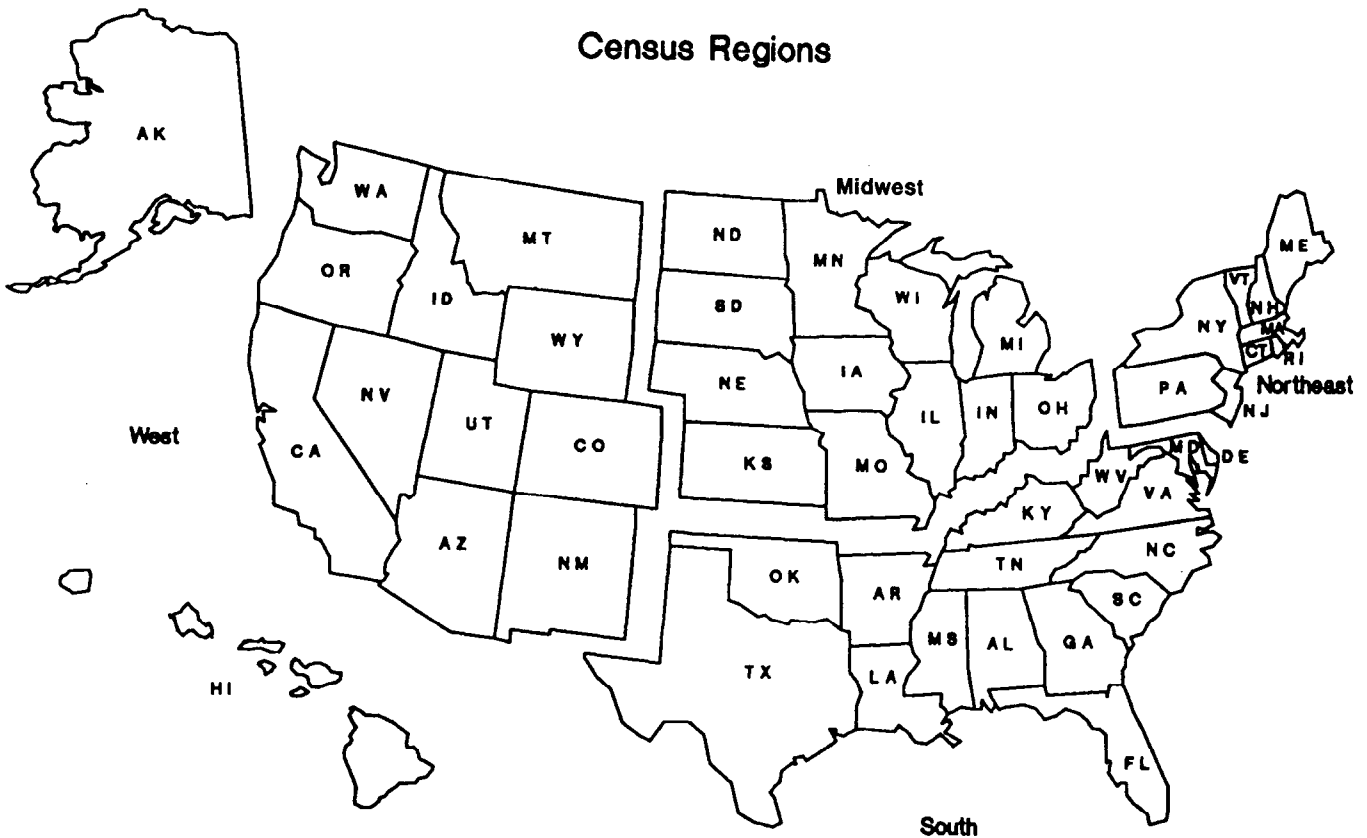 Census Regions
AK
WA
Midwest
MT
ND
ME
OR
MN
VT
ID
SD
WI
NH
NY
MA
WY
MI
CT
RI
IA
NE
PA
Northeast
NV
NJ
UT
IL
IN
OH
West
CO
CA
KS
MO
MD
DE
WV
VA
KY
AZ
NC
NM
TN
OK
AR
SC
MS
AL
GA
TX
LA
HI
FL
South